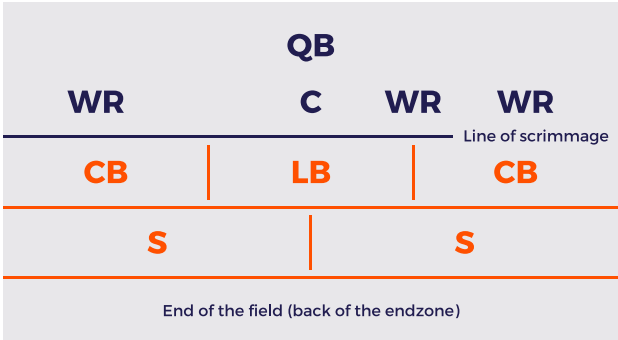 QB
WR C WR WR
Line of scrimmage
CB LB CB
S S
End of the field (back of the endzone)